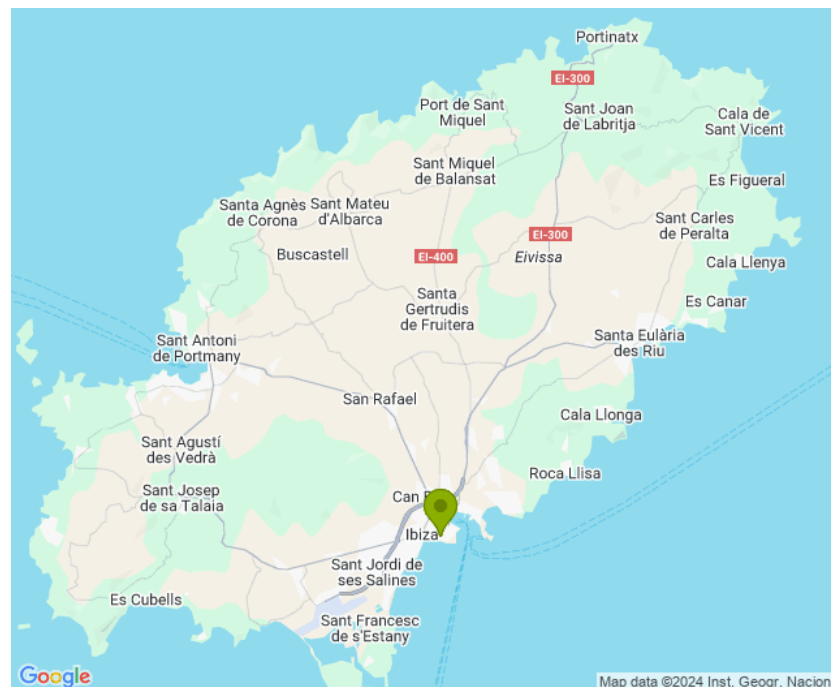 Portinatx
EI-300
Port de Sant
Miquel
Sant Joan
de Labritja
Cala de
Sant Vicent
Sant Miquel
de Balansat
Es Figueral
Santa Agnès
de Corona
Sant Mateu
d'Albarca
Sant Carles
de Peralta
EI-300
Buscastell
EI-400
Eivissa
Cala Llenya
Santa
Gertrudis
de Fruitera
Es Canar
Sant Antoni
de Portmany
Santa Eulària
des Riu
San Rafael
Cala Llonga
Sant Agustí
des Vedrà
Roca Llisa
Sant Josep
de sa Talaia
Can
Ibiza
Sant Jordi de
ses Salines
Es Cubells
Sant Francesc
de s'Estany
Google
Map data ©2024 Inst. Geogr. Nacion